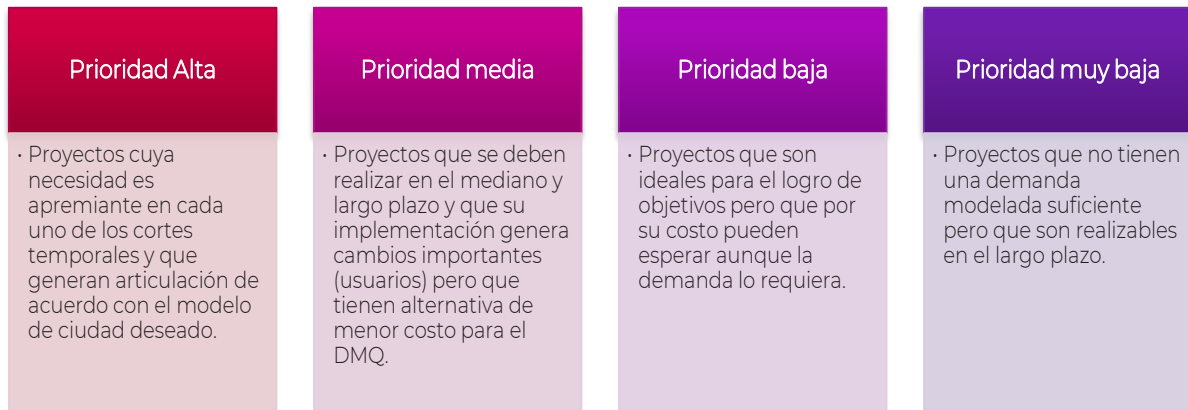 Prioridad Alta
· Proyectos cuya
necesidad es
apremiante en cada
uno de los cortes
temporales y que
generan articulación de
acuerdo con el modelo
de ciudad deseado.
Prioridad media
· Proyectos que se deben
realizar en el mediano y
largo plazo y que su
implementación genera
cambios importantes
(usuarios) pero que
tienen alternativa de
menor costo para el
DMQ.
Prioridad baja
· Proyectos que son
ideales para el logro de
objetivos pero que por
su costo pueden
esperar aunque la
demanda lo requiera.
Prioridad muy baja
· Proyectos que no tienen
una demanda
modelada suficiente
pero que son realizables
en el largo plazo.